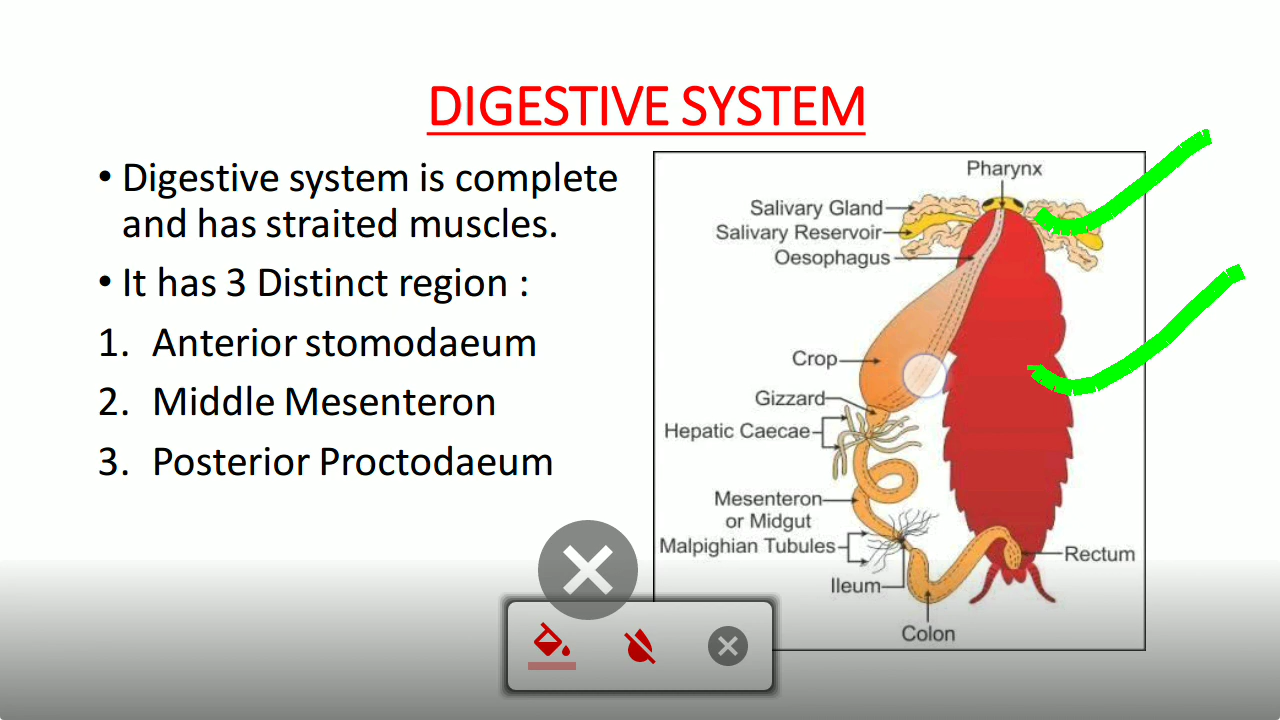 DIGESTIVE SYSTEM
• Digestive system is complete
and has straited muscles.
• It has 3 Distinct region :
1. Anterior stomodaeum
2. Middle Mesenteron
3. Posterior Proctodaeum
Pharynx
Salivary Gland
Salivary Reservoir
Oesophagus
Crop
Gizzard
Hepatic Caecae
Mesenteron
or Midgut
Malpighian Tubules
Ileum
Colon
Rectum